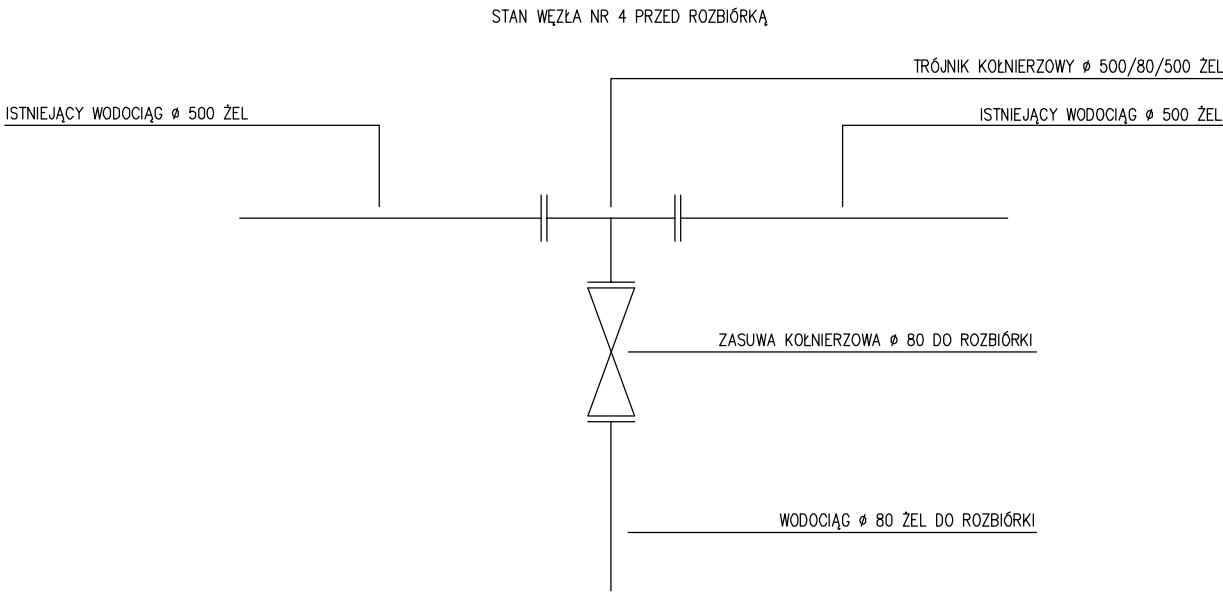 STAN WĘZŁA NR 4 PRZED ROZBIÓRKĄ
TRÓJNIK KOŁNIERZOWY ø 500/80/500 ŻEL
ISTNIEJĄCY WODOCIĄG ø 500 ŻEL
ISTNIEJĄCY WODOCIĄG ø 500 ŻEL
ZASUWA KOŁNIERZOWA ø 80 DO ROZBIÓRKI
WODOCIĄG ø 80 ŻEL DO ROZBIÓRKI